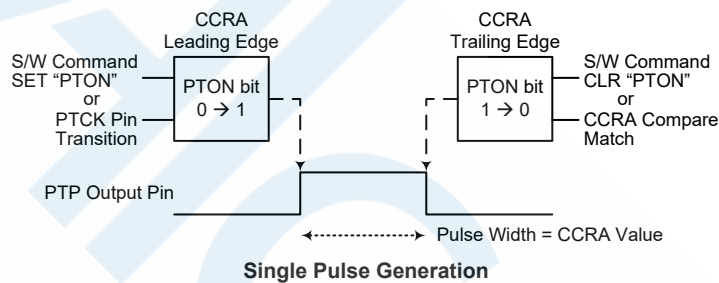 CCRA
Leading Edge
S/W Command
SET “PTON”
or
PTCK Pin
Transition
PTON bit
0 → 1
CCRA
Trailing Edge
PTON bit
1 → 0
S/W Command
CLR “PTON”
or
CCRA Compare
Match
PTP Output Pin
Pulse Width = CCRA Value
Single Pulse Generation